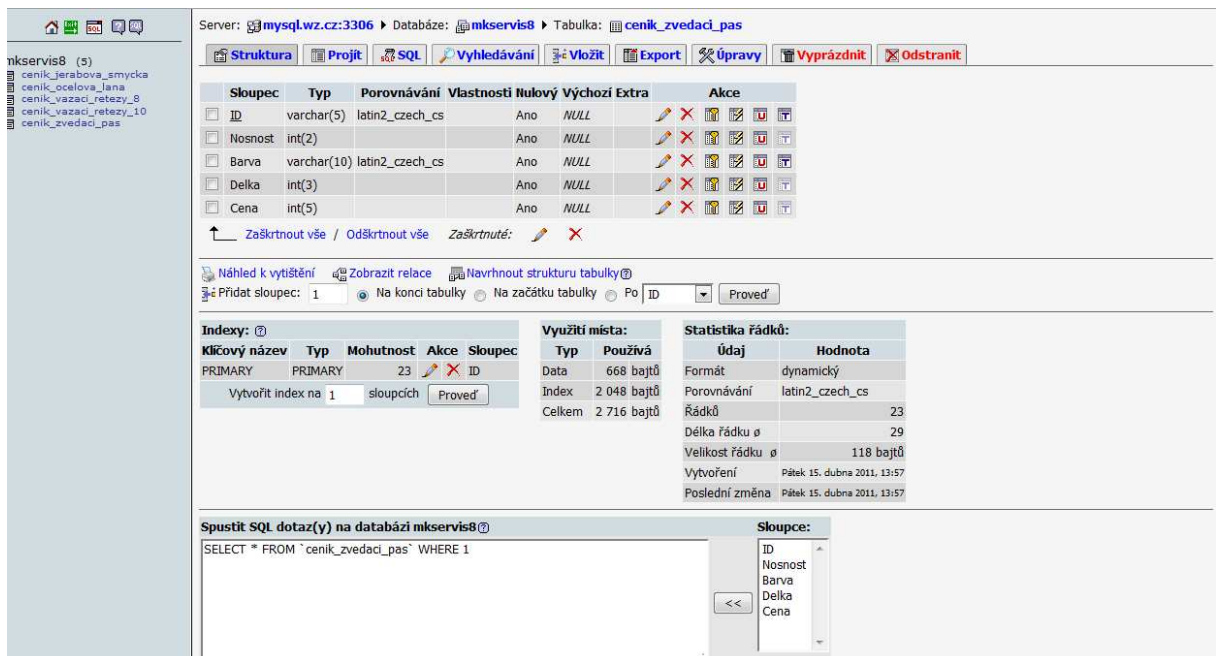 Server: mysql.wz.cz:3306 ▸ Databáze: mkservis8 ▸ Tabulka: cenik_zvedaci_pas
Struktura Projít SQL Vyhledávání Vložit Export Úpravy Vyprázdnit Odstranit
mkservis8 (5)
cenik_jerabova_smycka
cenik_ocelova_lana
cenik_vazaci_retezy_8
cenik_vazaci_retezy_10
cenik_zvedaci_pas
Sloupec Typ Porovnávání Vlastnosti Nulový Výchozí Extra Akce
ID varchar(5) latin2_czech_cs Ano NULL
Nosnost int(2) Ano NULL
Barva varchar(10) latin2_czech_cs Ano NULL
Delka int(3) Ano NULL
Cena int(5) Ano NULL
Zaškrtnout vše / Odškrtnout vše Zaškrtnuté:
Náhled k vytištění Zobrazit relace Navrhnout strukturu tabulky
Přidat sloupec: 1 Na konci tabulky Na začátku tabulky Po ID Proveď
Indexy:
Klíčový název Typ Mohutnost Akce Sloupec
PRIMARY PRIMARY 23 ID
Vytvořit index na 1 sloupcích Proveď
Využití místa:
Typ Používá
Data 668 bajtů
Index 2 048 bajtů
Celkem 2 716 bajtů
Statistika řádků:
Údaj Hodnota
Formát dynamický
Porovnávání latin2_czech_cs
Řádků 23
Délka řádku ø 29
Velikost řádku ø 118 bajtů
Vytvoření Pátek 15. dubna 2011, 13:57
Poslední změna Pátek 15. dubna 2011, 13:57
Spustit SQL dotaz(y) na databázi mkservis8
SELECT * FROM `cenik_zvedaci_pas` WHERE 1
<<
Sloupce:
ID
Nosnost
Barva
Delka
Cena